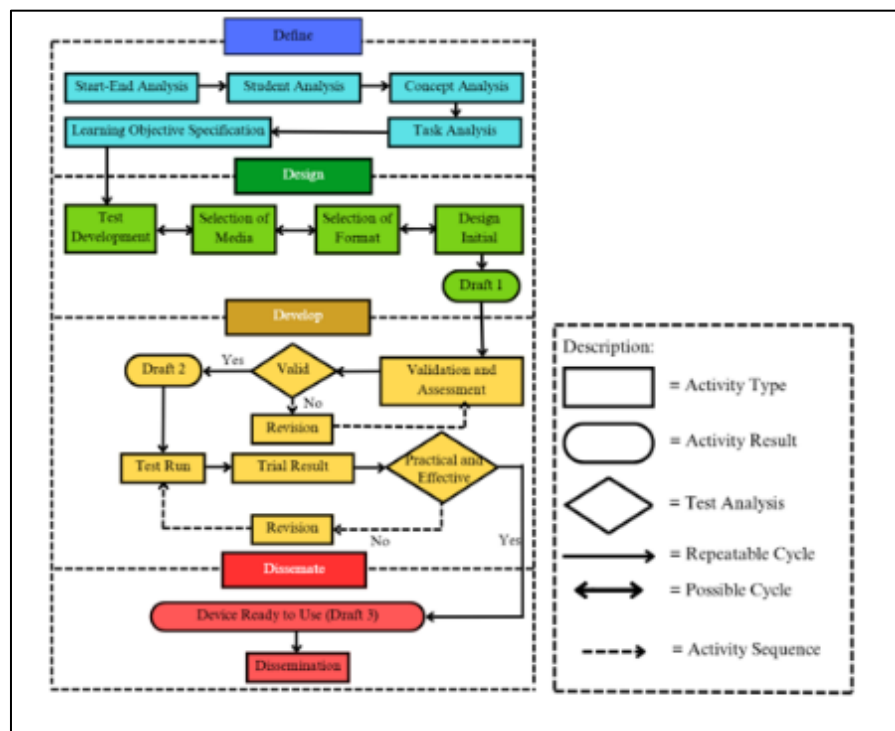 Define
Start-End Analysis
Student Analysis
Concept Analysis
Learning Objective Specification
Task Analysis
Design
Test
Development
Selection of
Media
Selection of
Format
Design
Initial
Draft 1
Develop
Draft 2
Yes
Valid
Validation and
Assessment
No
Revision
Test Run
Trial Result
Practical and
Effective
Revision
No
Yes
Dissemate
Device Ready to Use (Draft 3)
Dissemination
Description:
= Activity Type
= Activity Result
= Test Analysis
= Repeatable Cycle
= Possible Cycle
= Activity Sequence